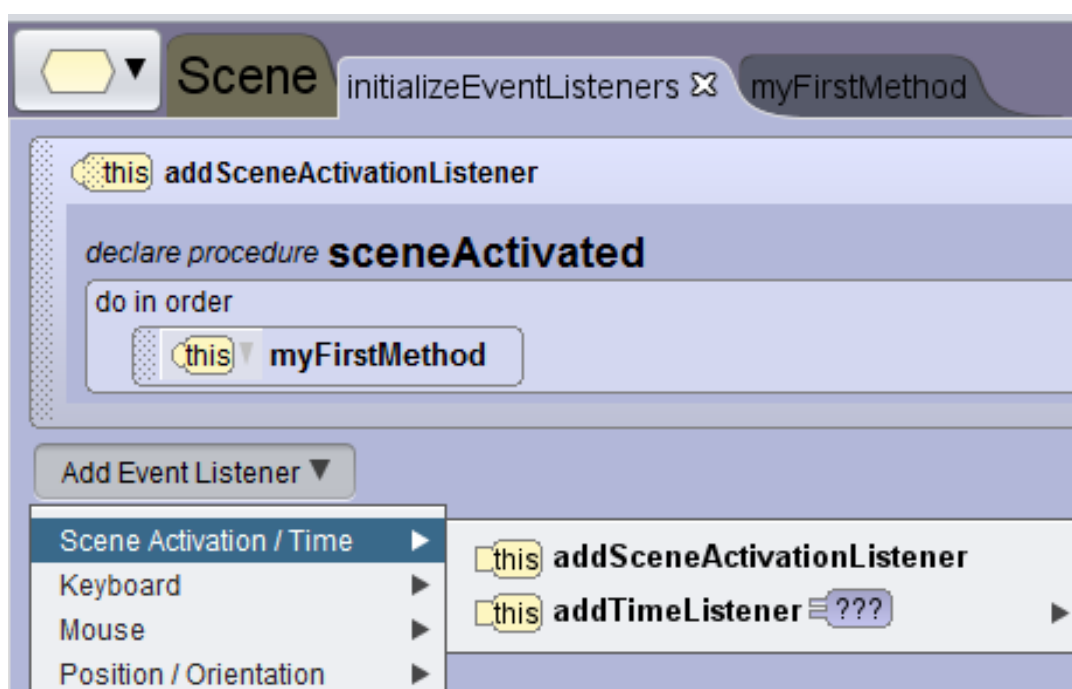 Scene initializeEventListeners myFirstMethod
this addSceneActivationListener
declare procedure sceneActivated
do in order
this myFirstMethod
Add Event Listener
Scene Activation / Time
Keyboard
Mouse
Position / Orientation
this addSceneActivationListener
this addTimeListener ???